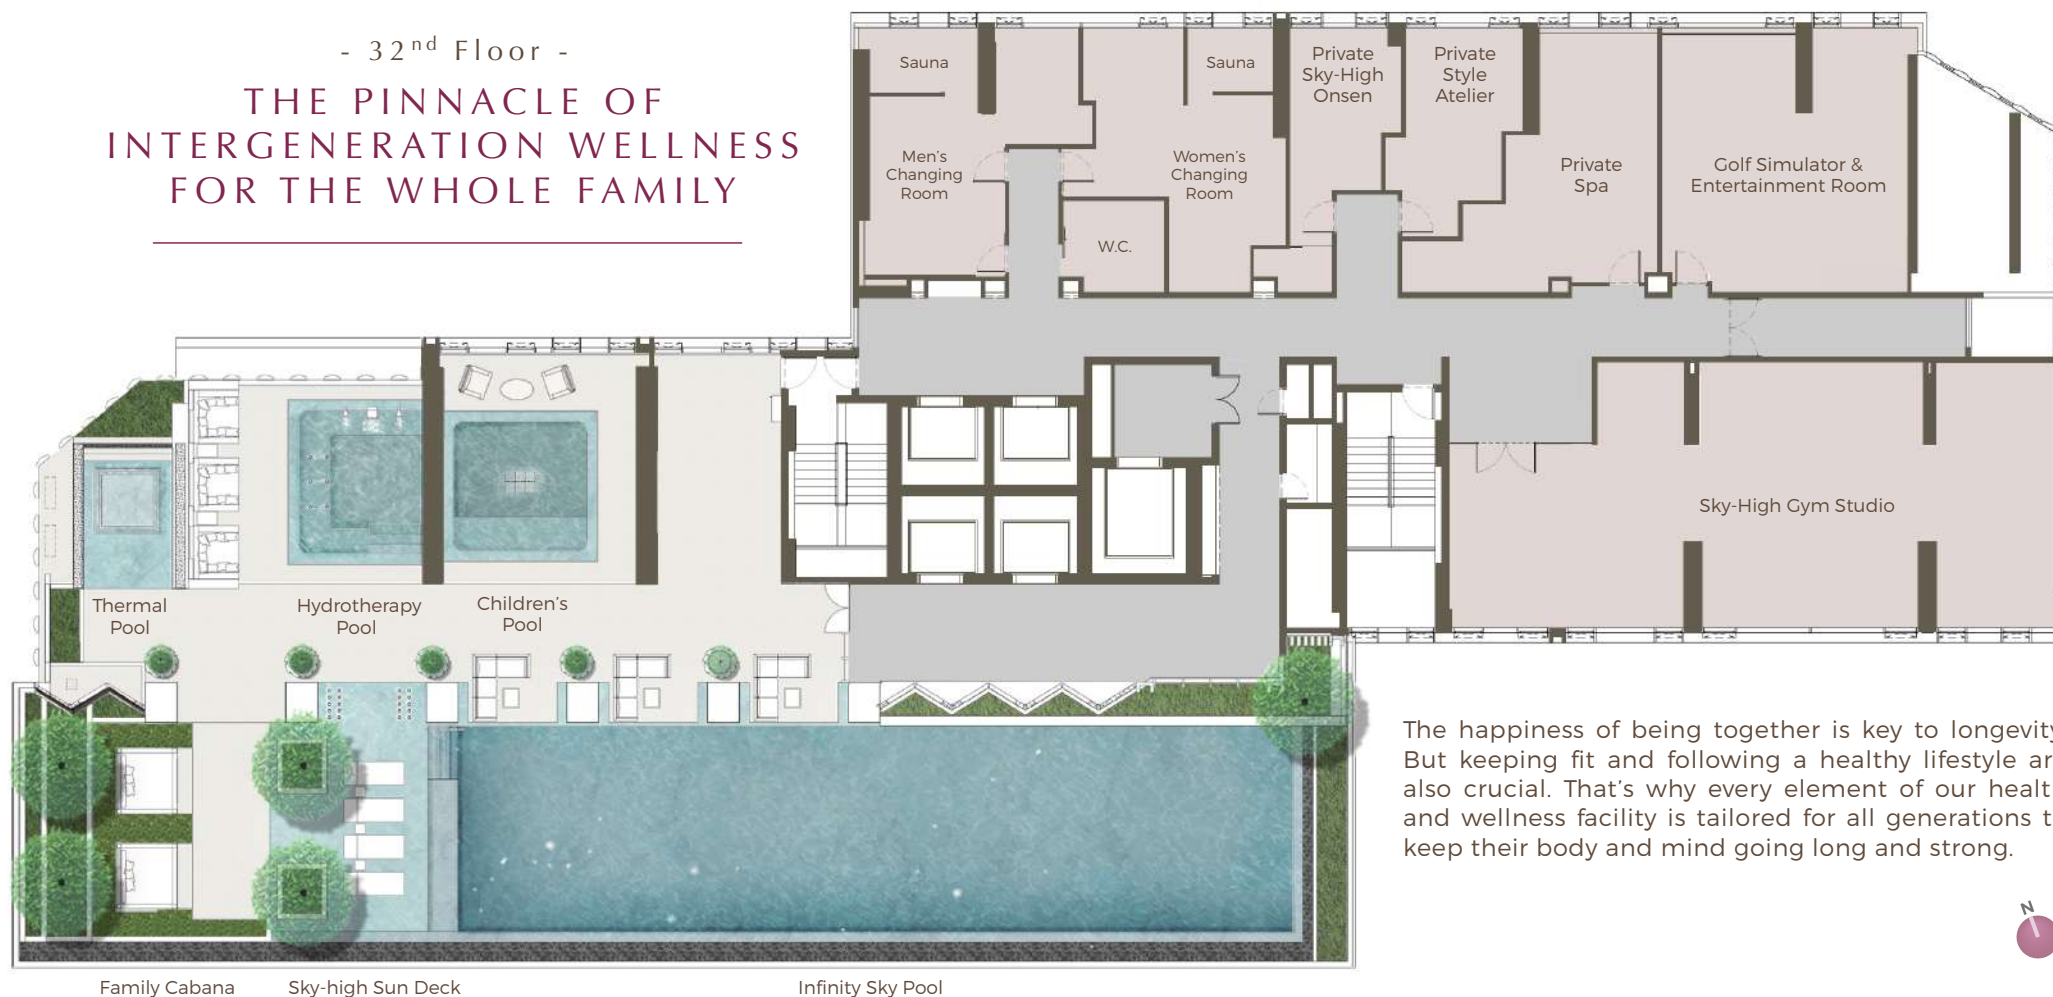 - 32nd Floor -
THE PINNACLE OF
INTERGENERATION WELLNESS
FOR THE WHOLE FAMILY
Sauna
Sauna
Private
Sky-High
Onsen
Private
Style
Atelier
Men's
Changing
Room
Women's
Changing
Room
Private
Spa
Golf Simulator &
Entertainment Room
W.C.
Sky-High Gym Studio
Thermal
Pool
Hydrotherapy
Pool
Children's
Pool
The happiness of being together is key to longevity
But keeping fit and following a healthy lifestyle ar
also crucial. That's why every element of our healt
and wellness facility is tailored for all generations t
keep their body and mind going long and strong.
N
Family Cabana
Sky-high Sun Deck
Infinity Sky Pool